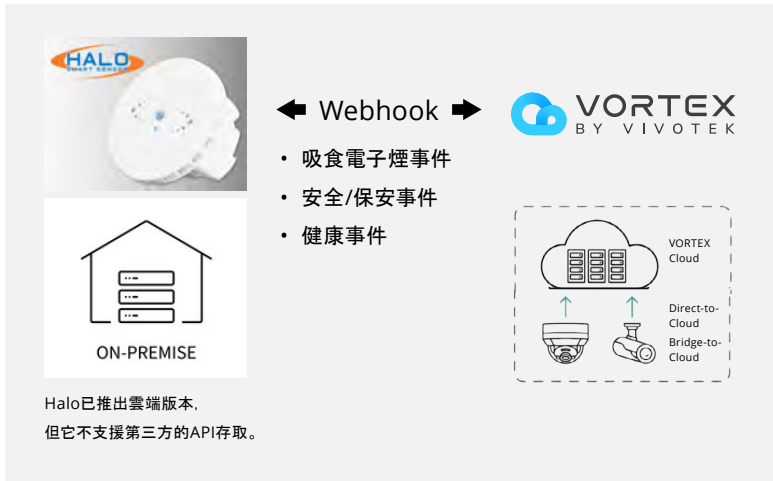 HALO
SMART SENSOR
ON-PREMISE
Halo已推出雲端版本,
但它不支援第三方的API存取。
Webhook
• 吸食電子煙事件
• 安全/保安事件
• 健康事件
VORTEX
BY VIVOTEK
VORTEX
Cloud
Direct-to-
Cloud
Bridge-to-
Cloud